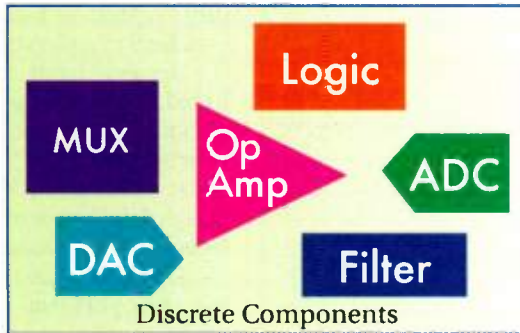 Logic
MUX
Op
Amp
ADC
DAC
Filter
Discrete Components